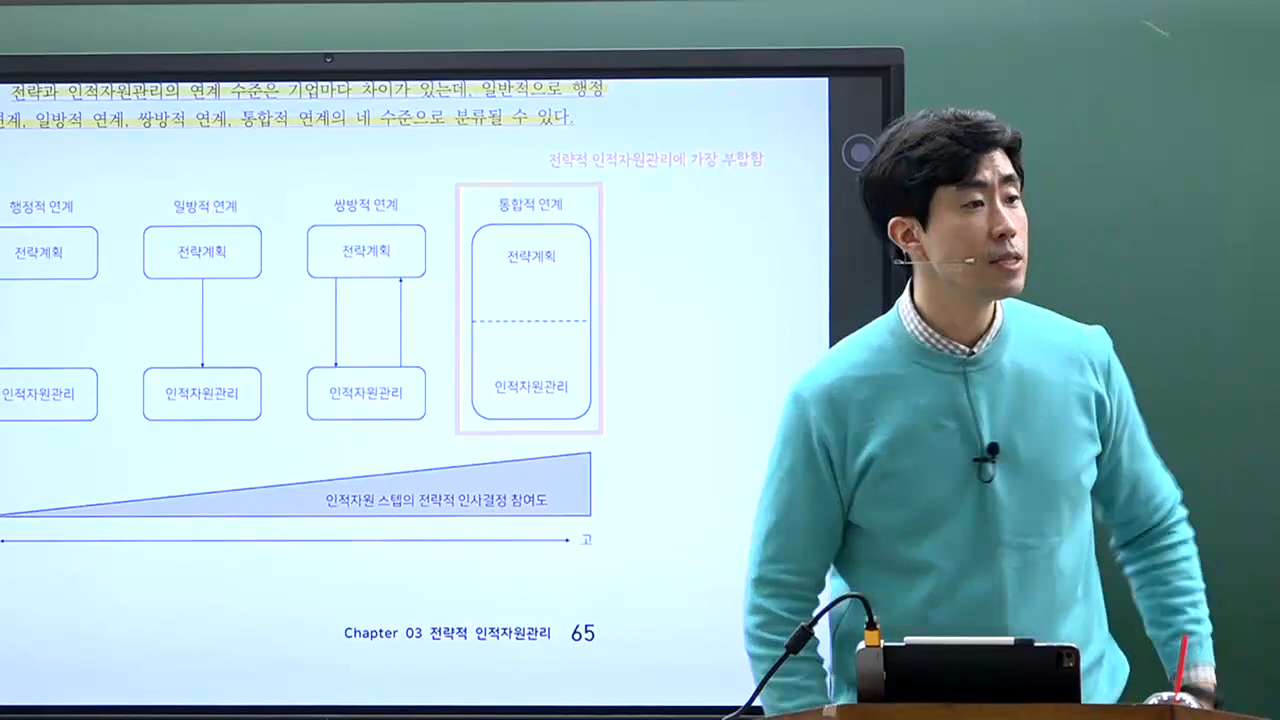 전략과 인적자원관리의 연계 수준은 기업마다 차이가 있는데, 일반적으로 행정
연계, 일방적 연계, 쌍방적 연계, 통합적 연계의 네 수준으로 분류될 수 있다.
전략적 인적자원관리에 가장 부합함
행정적 연계
일방적 연계
쌍방적 연계
통합적 연계
전략계획
전략계획
전략계획
전략계획
인적자원관리
인적자원관리
인적자원관리
인적자원관리
인적자원 스텝의 전략적 인사결정 참여도
고
Chapter 03 전략적 인적자원관리 65